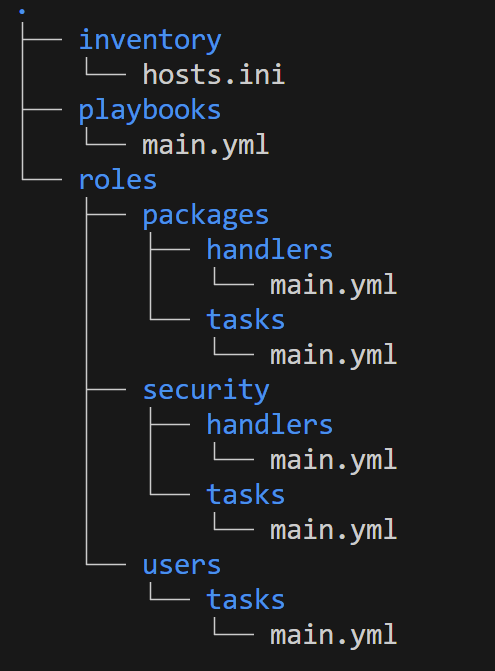 .
├── inventory
│   └── hosts.ini
├── playbooks
│   └── main.yml
└── roles
    ├── packages
    │   ├── handlers
    │   │   └── main.yml
    │   └── tasks
    │       └── main.yml
    ├── security
    │   ├── handlers
    │   │   └── main.yml
    │   └── tasks
    │       └── main.yml
    └── users
        └── tasks
            └── main.yml